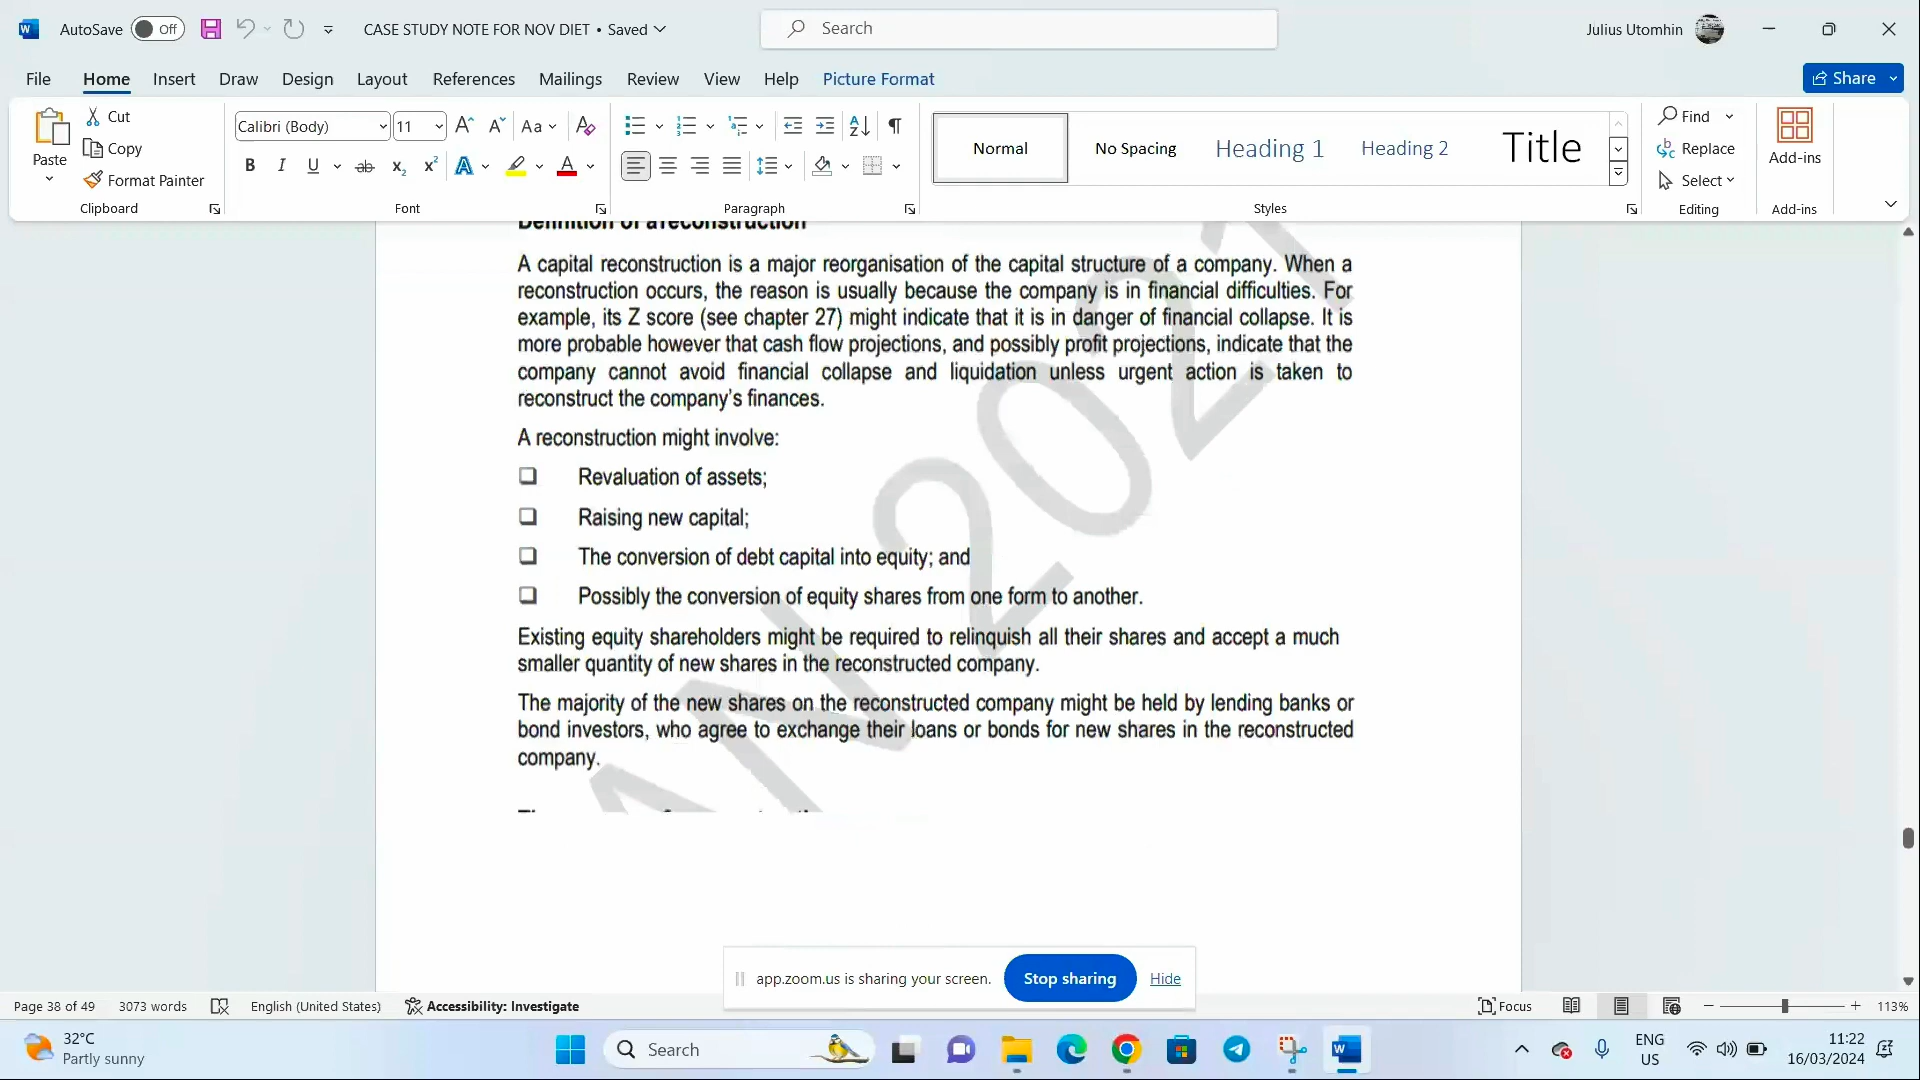 AutoSave Off CASE STUDY NOTE FOR NOV DIET • Saved Search Julius Utomhin
File Home Insert Draw Design Layout References Mailings Review View Help Picture Format Share
Paste Cut Copy Format Painter
Calibri (Body) 11 Aa
Normal No Spacing Heading 1 Heading 2 Title
Find Replace Select
Add-ins
Clipboard Font Paragraph Styles Editing Add-ins
Definition of a reconstruction
A capital reconstruction is a major reorganisation of the capital structure of a company. When a
reconstruction occurs, the reason is usually because the company is in financial difficulties. For
example, its Z score (see chapter 27) might indicate that it is in danger of financial collapse. It is
more probable however that cash flow projections, and possibly profit projections, indicate that the
company cannot avoid financial collapse and liquidation unless urgent action is taken to
reconstruct the company's finances.
A reconstruction might involve:
❑ Revaluation of assets;
❑ Raising new capital;
❑ The conversion of debt capital into equity; and
❑ Possibly the conversion of equity shares from one form to another.
Existing equity shareholders might be required to relinquish all their shares and accept a much
smaller quantity of new shares in the reconstructed company.
The majority of the new shares on the reconstructed company might be held by lending banks or
bond investors, who agree to exchange their loans or bonds for new shares in the reconstructed
company.
AN 2021
app.zoom.us is sharing your screen. Stop sharing Hide
Page 38 of 49 3073 words English (United States) Accessibility: Investigate Focus 113%
32°C
Partly sunny
Search
ENG
US
11:22
16/03/2024